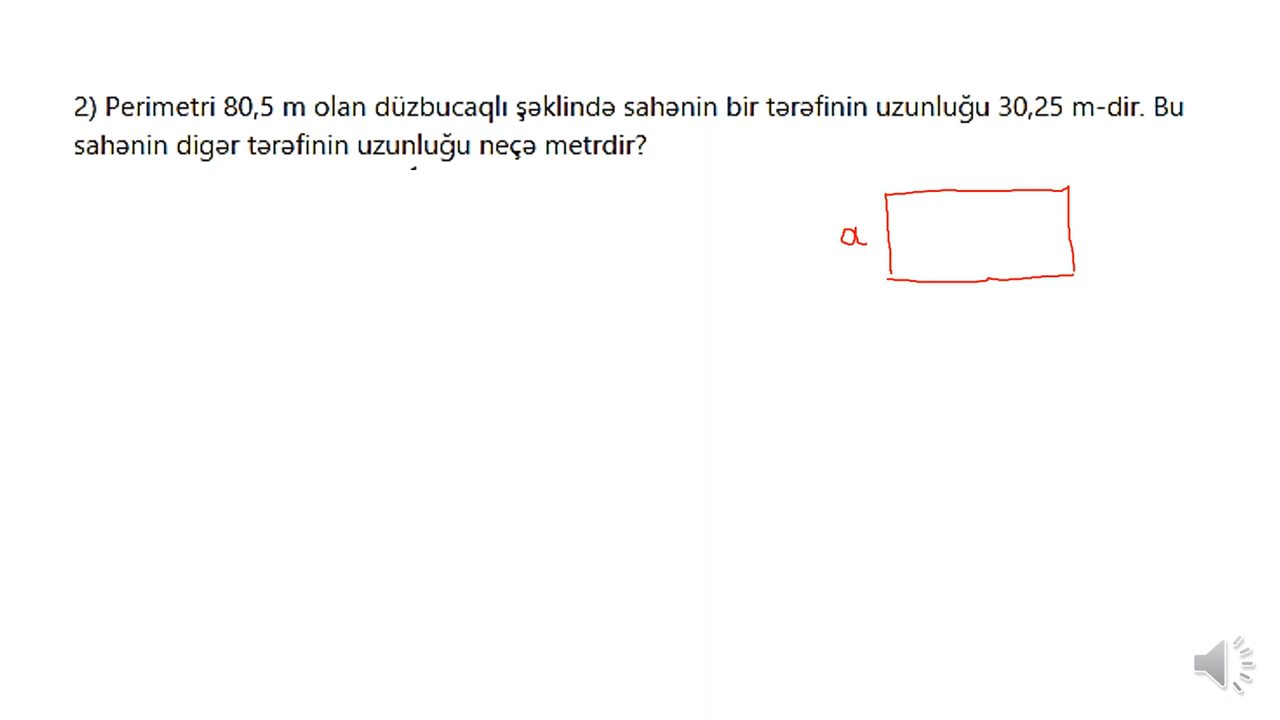 2) Perimetri 80,5 m olan düzbucaqlı şəklində sahənin bir tərəfinin uzunluğu 30,25 m-dir. Bu
sahənin digər tərəfinin uzunluğu neçə metrdir?
a